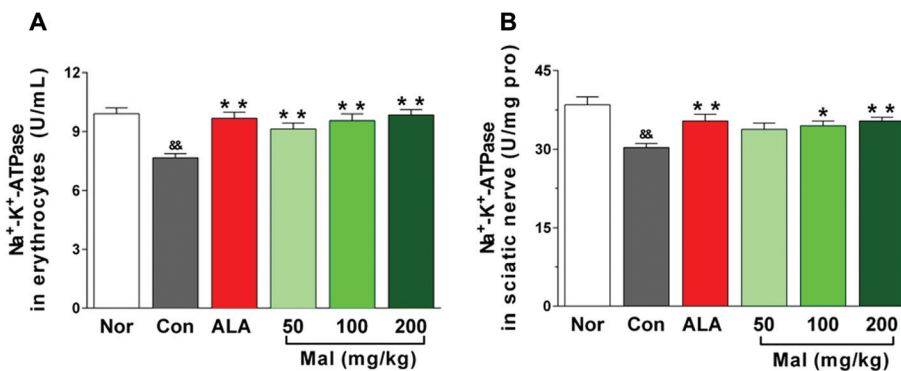 A
Na+-K+-ATPase
in erythrocytes (U/mL)
12
9
6
3
0
&&
* *
* *
* *
* *
Nor Con ALA 50 100 200
Mal (mg/kg)
B
Na+-K+-ATPase
in sciatic nerve (U/mg pro)
45
30
15
0
&&
* *
*
* *
Nor Con ALA 50 100 200
Mal (mg/kg)